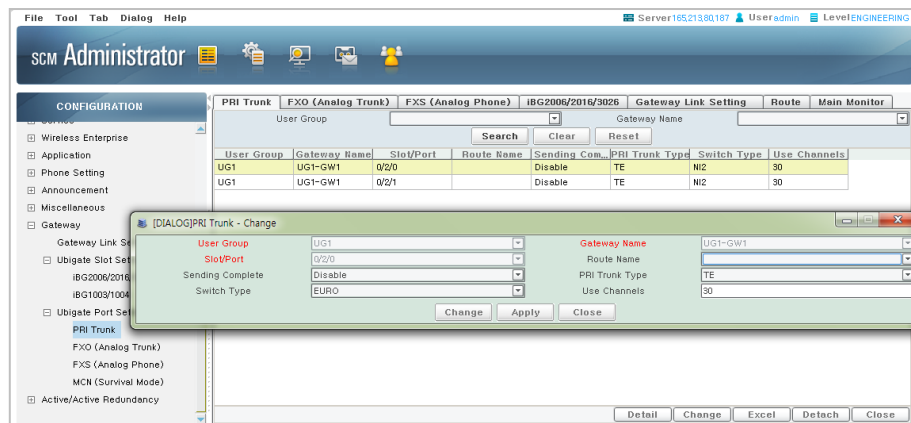 File Tool Tab Dialog Help
Server165,213,80,187 Useradmin LevelENGINEERING
SCM Administrator
CONFIGURATION
PRI Trunk FXO (Analog Trunk) FXS (Analog Phone) iBG2006/2016/3026 Gateway Link Setting Route Main Monitor
User Group Gateway Name
Search Clear Reset
User Group Gateway Name Slot/Port Route Name Sending Com... PRI Trunk Type Switch Type Use Channels
UG1 UG1-GW1 0/2/0 Disable TE NI2 30
UG1 UG1-GW1 0/2/1 Disable TE NI2 30
Wireless Enterprise
Application
Phone Setting
Announcement
Miscellaneous
Gateway
Gateway Link Se
Ubigate Slot Set
iBG2006/2016
iBG1003/1004
Ubigate Port Set
PRI Trunk
FXO (Analog Trunk)
FXS (Analog Phone)
MCN (Survival Mode)
Active/Active Redundancy
[DIALOG]PRI Trunk - Change
User Group UG1 Gateway Name UG1-GW1
Slot/Port 0/2/0 Route Name
Sending Complete Disable PRI Trunk Type TE
Switch Type EURO Use Channels 30
Change Apply Close
Detail Change Excel Detach Close